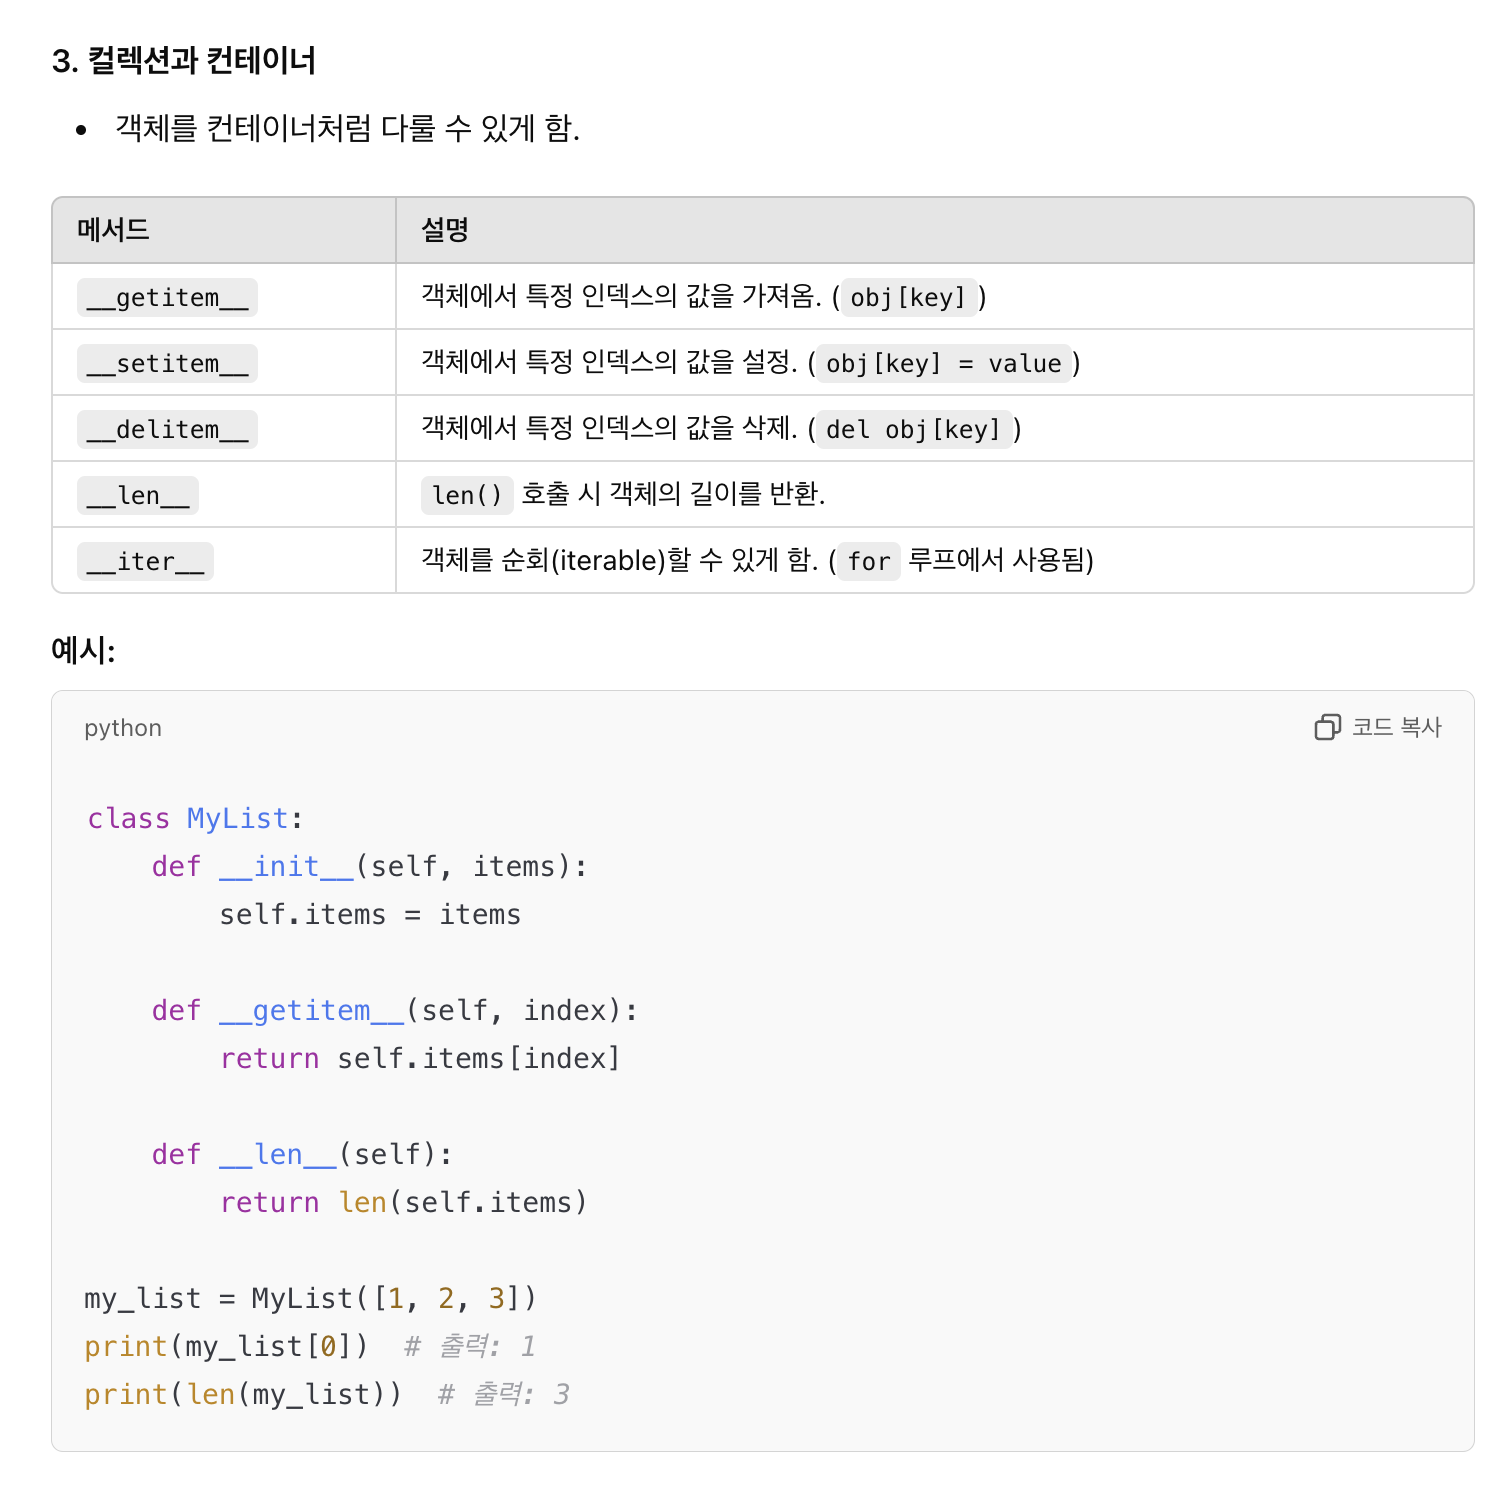 3. 컬렉션과 컨테이너
• 객체를 컨테이너처럼 다룰 수 있게 함.
메서드 설명
__getitem__ 객체에서 특정 인덱스의 값을 가져옴. ( obj[key] )
__setitem__ 객체에서 특정 인덱스의 값을 설정. ( obj[key] = value )
__delitem__ 객체에서 특정 인덱스의 값을 삭제. ( del obj[key] )
__len__ len() 호출 시 객체의 길이를 반환.
__iter__ 객체를 순회(iterable)할 수 있게 함. ( for 루프에서 사용됨)
예시:
python 코드 복사
class MyList:
    def __init__(self, items):
        self.items = items
    def __getitem__(self, index):
        return self.items[index]
    def __len__(self):
        return len(self.items)
my_list = MyList([1, 2, 3])
print(my_list[0])  # 출력: 1
print(len(my_list))  # 출력: 3